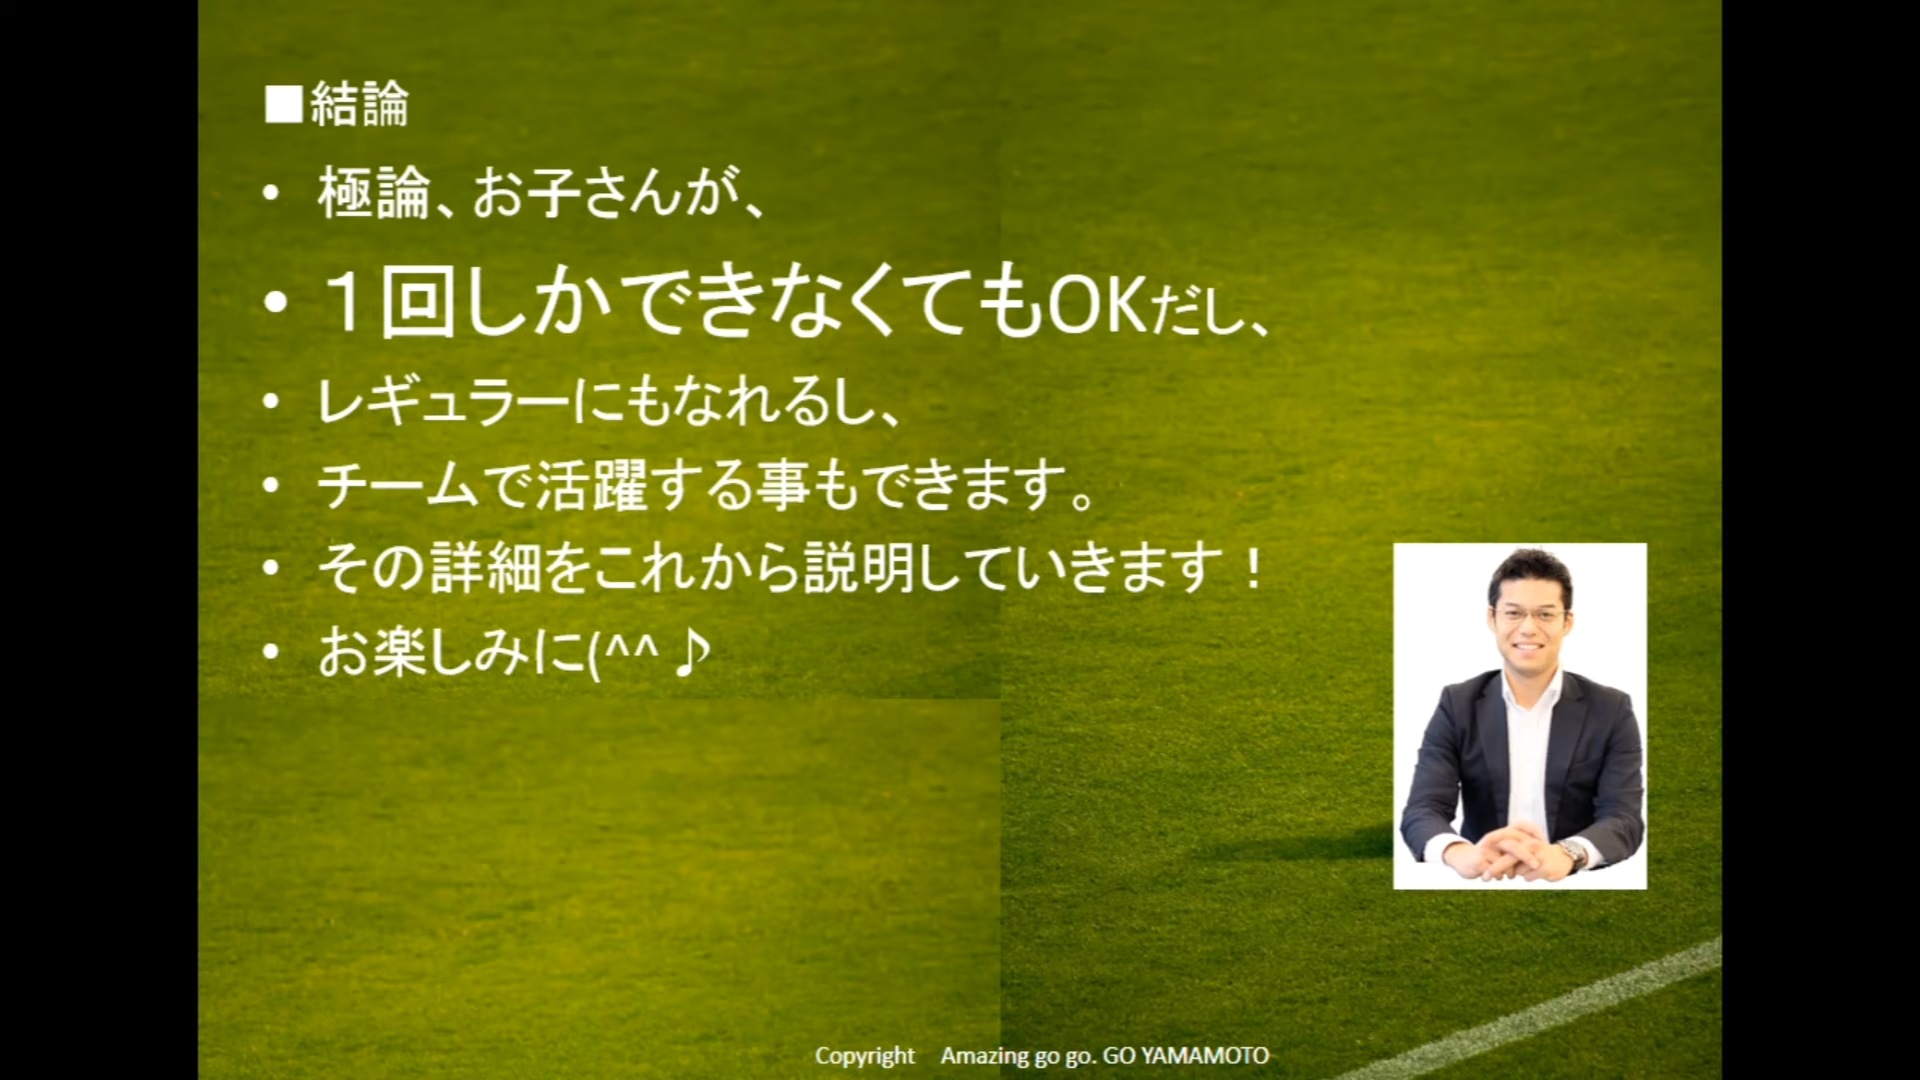 ■結論
• 極論、お子さんが、
• １回しかできなくてもOKだし、
• レギュラーにもなれるし、
• チームで活躍する事もできます。
• その詳細をこれから説明していきます！
• お楽しみに(^^♪
Copyright　Amazing go go. GO YAMAMOTO